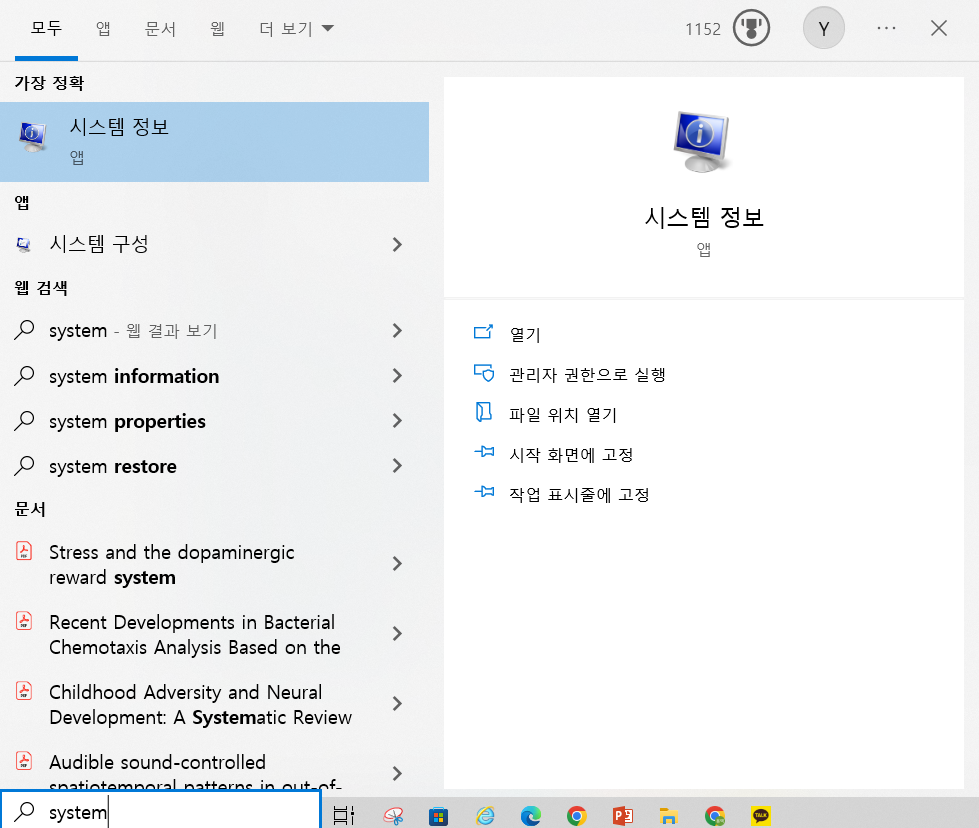 모두 앱 문서 웹 더 보기 1152 Y
가장 정확
시스템 정보
앱
앱
시스템 구성
웹 검색
system - 웹 결과 보기
system information
system properties
system restore
문서
Stress and the dopaminergic
reward system
Recent Developments in Bacterial
Chemotaxis Analysis Based on the
Childhood Adversity and Neural
Development: A Systematic Review
Audible sound-controlled
spatiotemporal patterns in out-of-
system
시스템 정보
앱
열기
관리자 권한으로 실행
파일 위치 열기
시작 화면에 고정
작업 표시줄에 고정
TALK